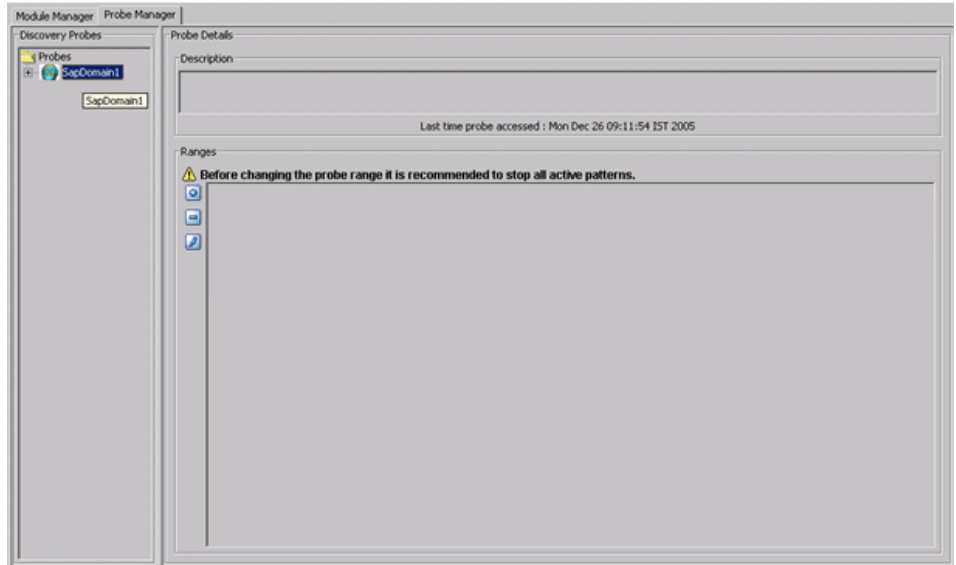 Module Manager Probe Manager
Discovery Probes
Probes
SapDomain1
SapDomain1
Probe Details
Description
Last time probe accessed : Mon Dec 26 09:11:54 IST 2005
Ranges
Before changing the probe range it is recommended to stop all active patterns.